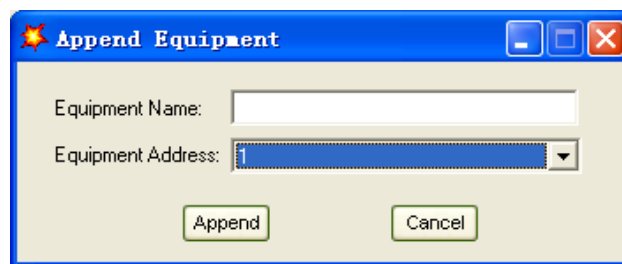 Append Equipment
Equipment Name:
Equipment Address: 1
Append Cancel